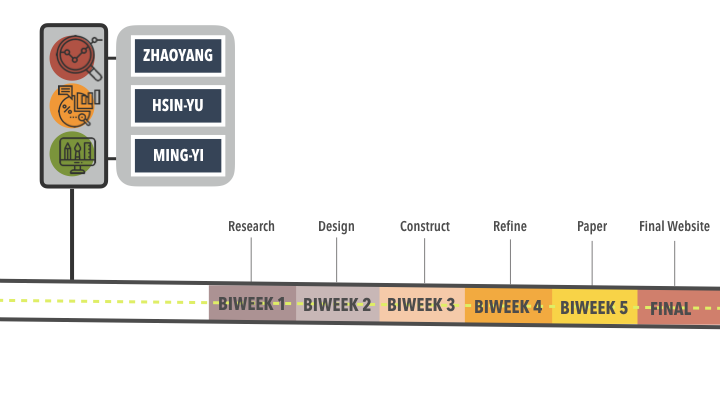 ZHAOYANG
HSIN-YU
MING-YI
Research Design Construct Refine Paper Final Website
BIWEEK 1 BIWEEK 2 BIWEEK 3 BIWEEK 4 BIWEEK 5 FINAL